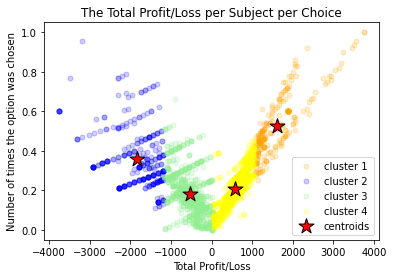 The Total Profit/Loss per Subject per Choice
Number of times the option was chosen
1.0
0.8
0.6
0.4
0.2
0.0
cluster 1
cluster 2
cluster 3
cluster 4
centroids
−4000 −3000 −2000 −1000 0 1000 2000 3000 4000
Total Profit/Loss